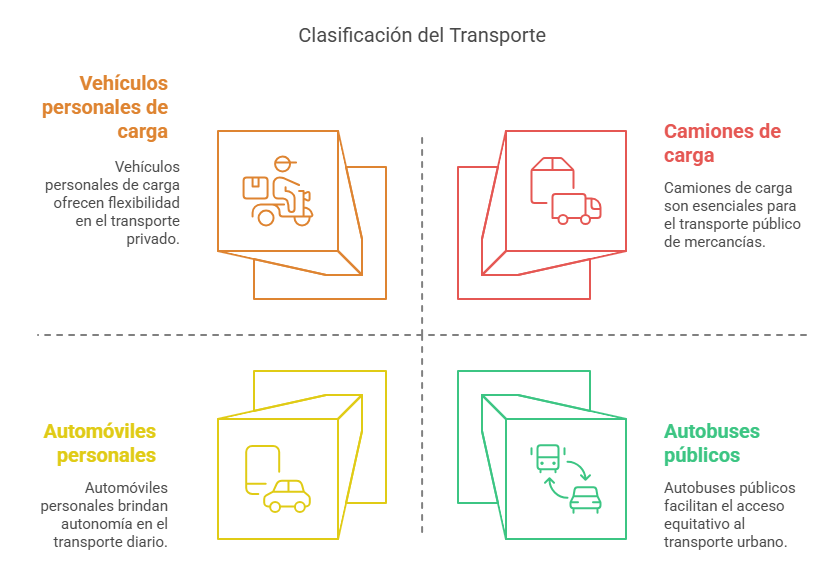 Clasificación del Transporte
Vehículos
personales de
carga
Vehículos
personales de carga
ofrecen flexibilidad
en el transporte
privado.
Camiones de
carga
Camiones de carga
son esenciales para
el transporte público
de mercancías.
Automóviles
personales
Automóviles
personales brindan
autonomía en el
transporte diario.
Autobuses
públicos
Autobuses públicos
facilitan el acceso
equitativo al
transporte urbano.